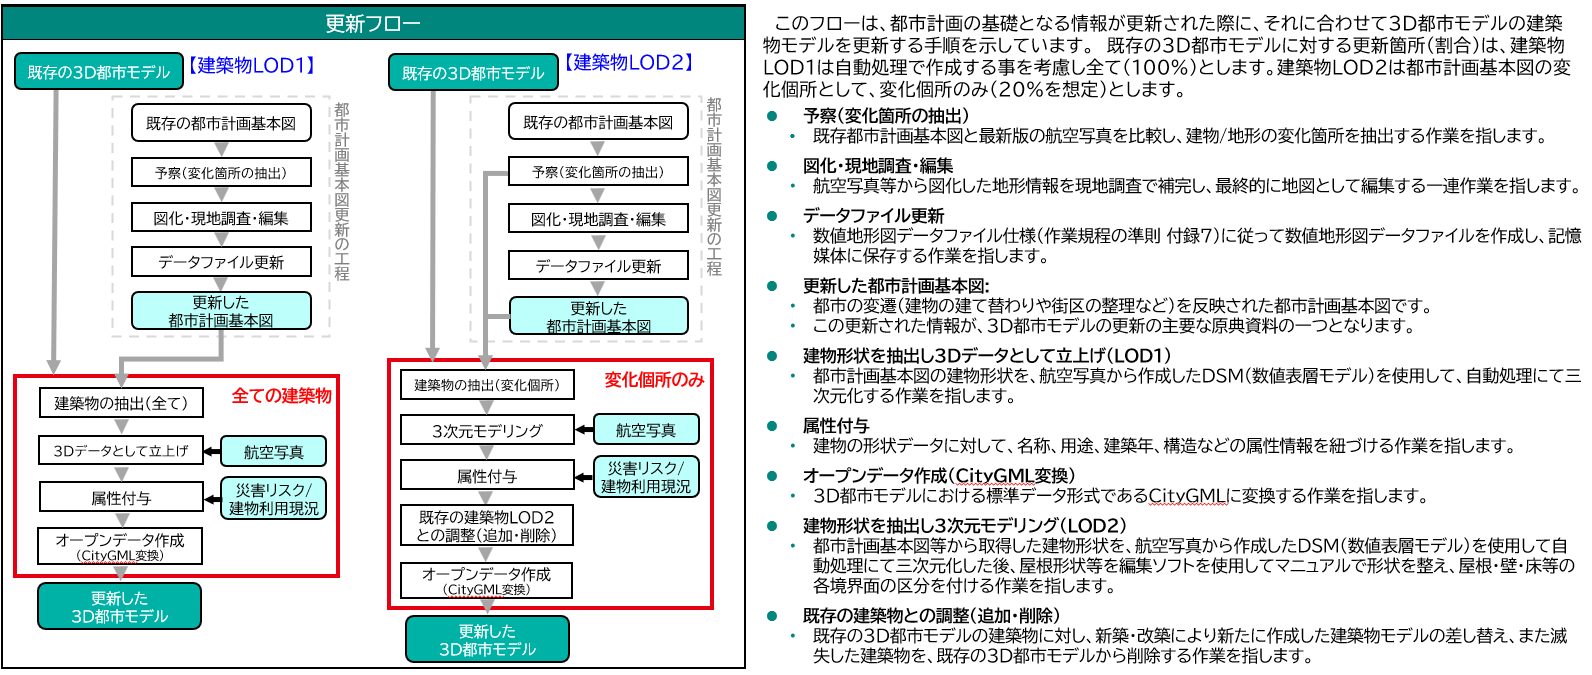 更新フロー
既存の3D都市モデル
【建築物LOD1】
既存の都市計画基本図
予察（変化箇所の抽出）
図化・現地調査・編集
データファイル更新
更新した
都市計画基本図
都市計画基本図更新の工程
全ての建築物
建築物の抽出（全て）
3Dデータとして立上げ
航空写真
属性付与
災害リスク/
建物利用現況
オープンデータ作成
（CityGML変換）
更新した
3D都市モデル
既存の3D都市モデル
【建築物LOD2】
既存の都市計画基本図
予察（変化箇所の抽出）
図化・現地調査・編集
データファイル更新
更新した
都市計画基本図
都市計画基本図更新の工程
変化個所のみ
建築物の抽出（変化個所）
3次元モデリング
航空写真
属性付与
災害リスク/
建物利用現況
既存の建築物LOD2
との調整（追加・削除）
オープンデータ作成
（CityGML変換）
更新した
3D都市モデル
このフローは、都市計画の基礎となる情報が更新された際に、それに合わせて3D都市モデルの建築
物モデルを更新する手順を示しています。 既存の3D都市モデルに対する更新箇所（割合）は、建築物
LOD1は自動処理で作成する事を考慮し全て（100%）とします。建築物LOD2は都市計画基本図の変
化個所として、変化個所のみ（20%を想定）とします。
● 予察（変化箇所の抽出）
• 既存都市計画基本図と最新版の航空写真を比較し、建物/地形の変化箇所を抽出する作業を指します。
● 図化・現地調査・編集
• 航空写真等から図化した地形情報を現地調査で補完し、最終的に地図として編集する一連作業を指します。
● データファイル更新
• 数値地形図データファイル仕様（作業規程の準則 付録7）に従って数値地形図データファイルを作成し、記憶
媒体に保存する作業を指します。
● 更新した都市計画基本図:
• 都市の変遷（建物の建て替わりや街区の整理など）を反映された都市計画基本図です。
• この更新された情報が、3D都市モデルの更新の主要な原典資料の一つとなります。
● 建物形状を抽出し3Dデータとして立上げ（LOD1）
• 都市計画基本図の建物形状を、航空写真から作成したDSM（数値表層モデル）を使用して、自動処理にて三
次元化する作業を指します。
● 属性付与
• 建物の形状データに対して、名称、用途、建築年、構造などの属性情報を紐づける作業を指します。
● オープンデータ作成（CityGML変換）
• 3D都市モデルにおける標準データ形式であるCityGMLに変換する作業を指します。
● 建物形状を抽出し3次元モデリング（LOD2）
• 都市計画基本図等から取得した建物形状を、航空写真から作成したDSM（数値表層モデル）を使用して自
動処理にて三次元化した後、屋根形状等を編集ソフトを使用してマニュアルで形状を整え、屋根・壁・床等の
各境界面の区分を付ける作業を指します。
● 既存の建築物との調整（追加・削除）
• 既存の3D都市モデルの建築物に対し、新築・改築により新たに作成した建築物モデルの差し替え、また滅
失した建築物を、既存の3D都市モデルから削除する作業を指します。